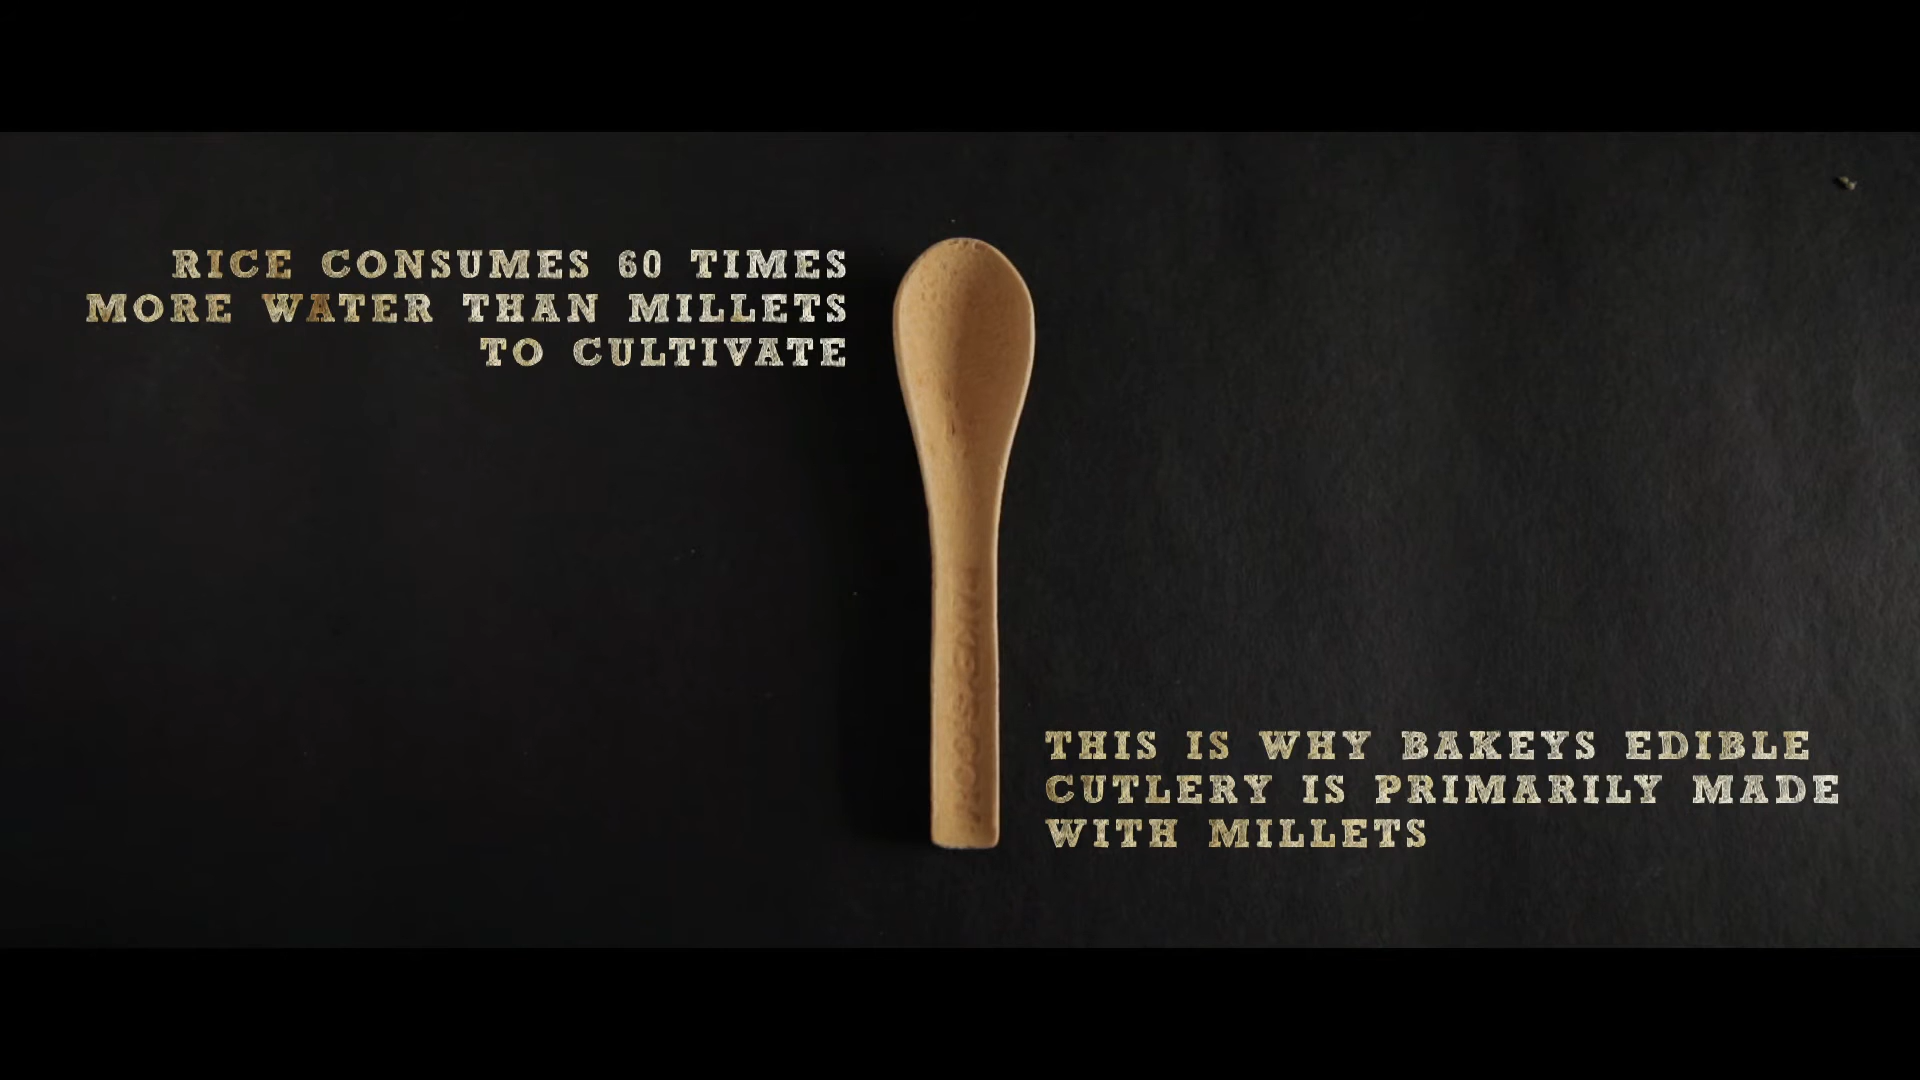 RICE CONSUMES 60 TIMES
MORE WATER THAN MILLETS
TO CULTIVATE
THIS IS WHY BAKEYS EDIBLE
CUTLERY IS PRIMARILY MADE
WITH MILLETS